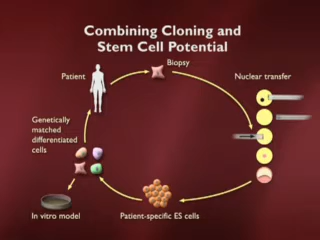 Combining Cloning and
Stem Cell Potential
Biopsy
Patient
Nuclear transfer
Genetically
matched
differentiated
cells
In vitro model
Patient-specific ES cells